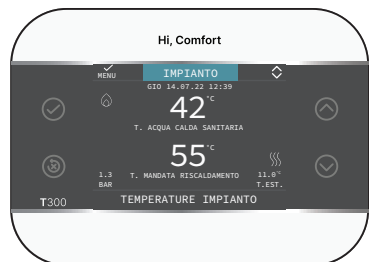 Hi, Comfort
MENU IMPIANTO
GIO 14.07.22 12:39
42°C
T. ACQUA CALDA SANITARIA
55°C
1.3 BAR T. MANDATA RISCALDAMENTO 11.0° T.EST.
T300 TEMPERATURE IMPIANTO